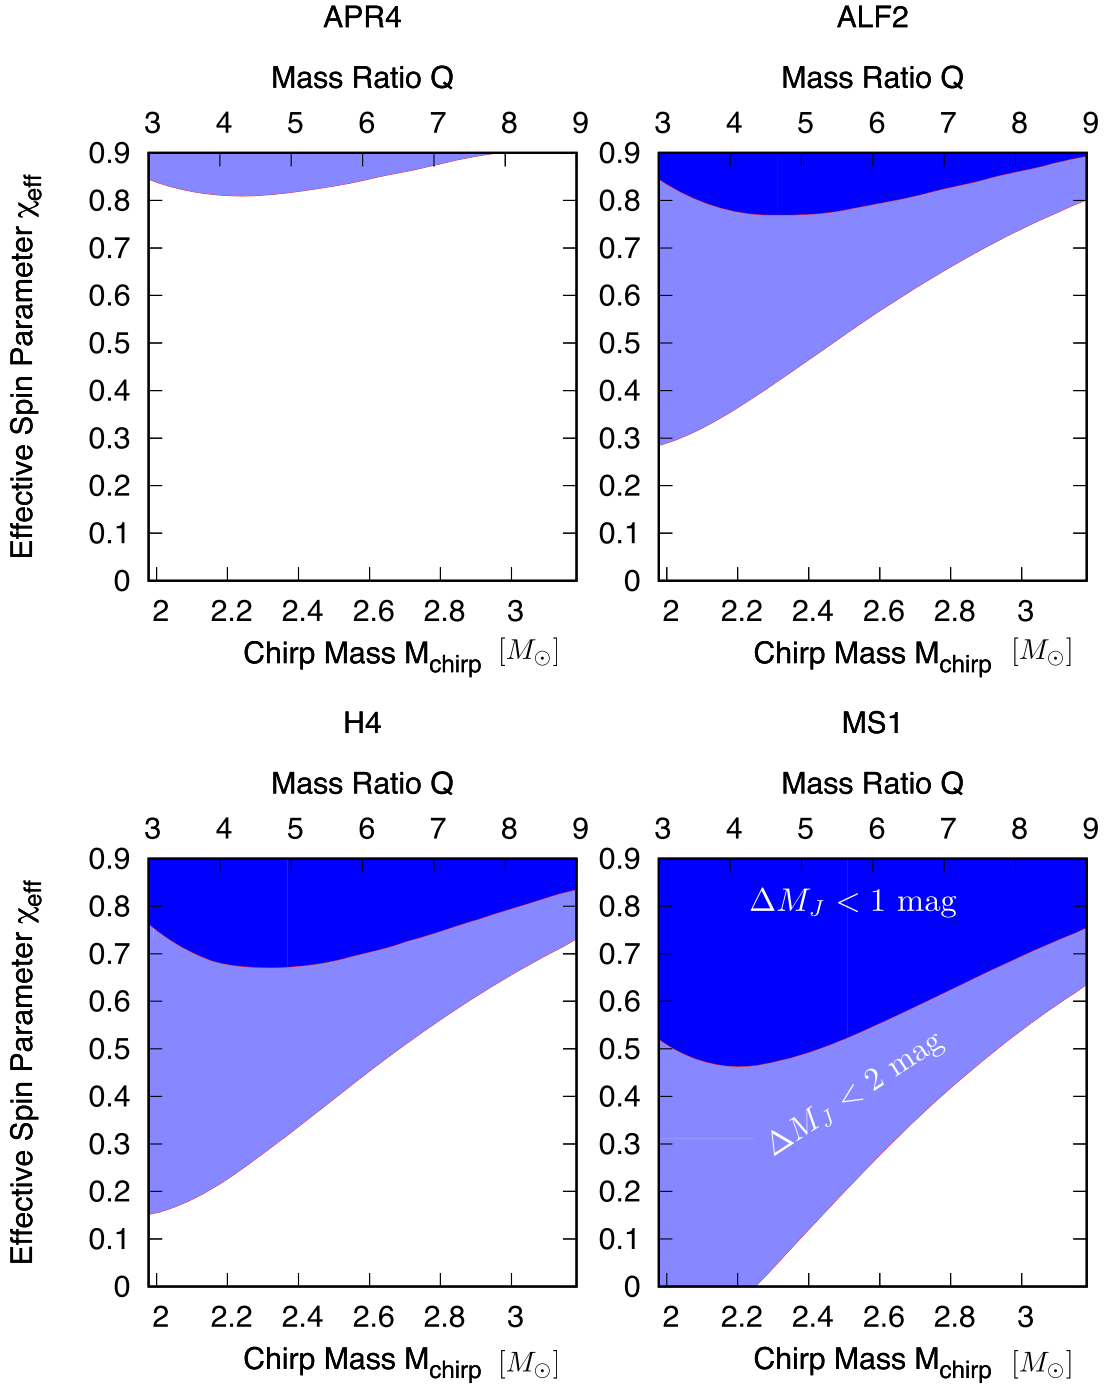 APR4
Mass Ratio Q
3 4 5 6 7 8 9
0.9
0.8
0.7
0.6
0.5
0.4
0.3
0.2
0.1
0
Effective Spin Parameter χeff
2 2.2 2.4 2.6 2.8 3
Chirp Mass Mchirp [M⊙]
ALF2
Mass Ratio Q
3 4 5 6 7 8 9
0.9
0.8
0.7
0.6
0.5
0.4
0.3
0.2
0.1
0
2 2.2 2.4 2.6 2.8 3
Chirp Mass Mchirp [M⊙]
H4
Mass Ratio Q
3 4 5 6 7 8 9
0.9
0.8
0.7
0.6
0.5
0.4
0.3
0.2
0.1
0
Effective Spin Parameter χeff
2 2.2 2.4 2.6 2.8 3
Chirp Mass Mchirp [M⊙]
MS1
Mass Ratio Q
3 4 5 6 7 8 9
0.9
0.8
0.7
0.6
0.5
0.4
0.3
0.2
0.1
0
ΔMJ < 1 mag
ΔMJ < 2 mag
2 2.2 2.4 2.6 2.8 3
Chirp Mass Mchirp [M⊙]